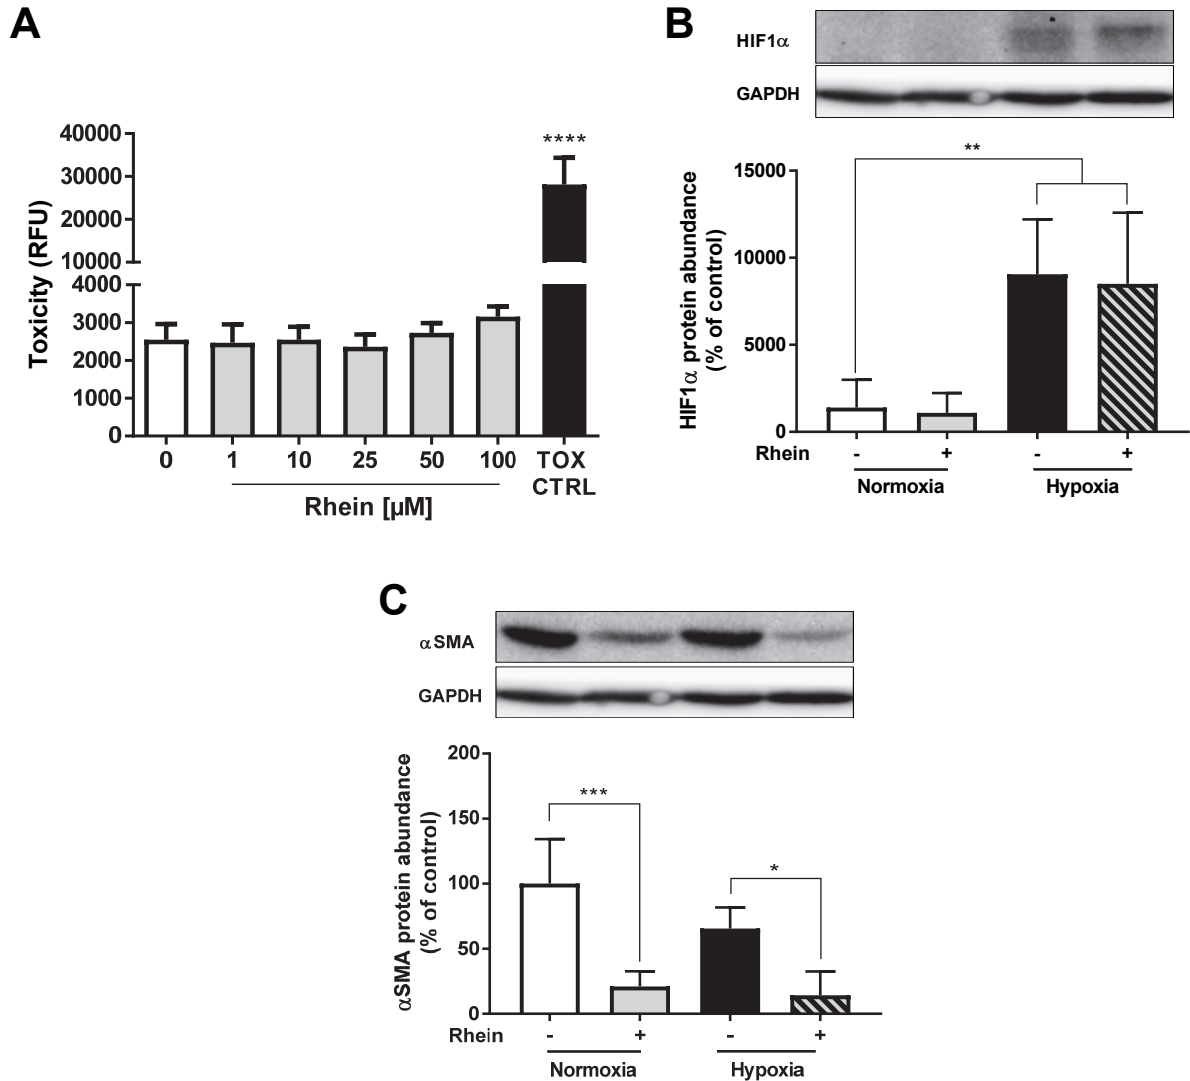 A
Toxicity (RFU)
40000
30000
20000
10000
4000
3000
2000
1000
0
****
0 1 10 25 50 100 TOX
CTRL
Rhein [µM]
B
HIF1α
GAPDH
HIF1α protein abundance
(% of control)
15000
10000
5000
0
**
Rhein - + - +
Normoxia Hypoxia
C
αSMA
GAPDH
αSMA protein abundance
(% of control)
200
150
100
50
0
***
*
Rhein - + - +
Normoxia Hypoxia